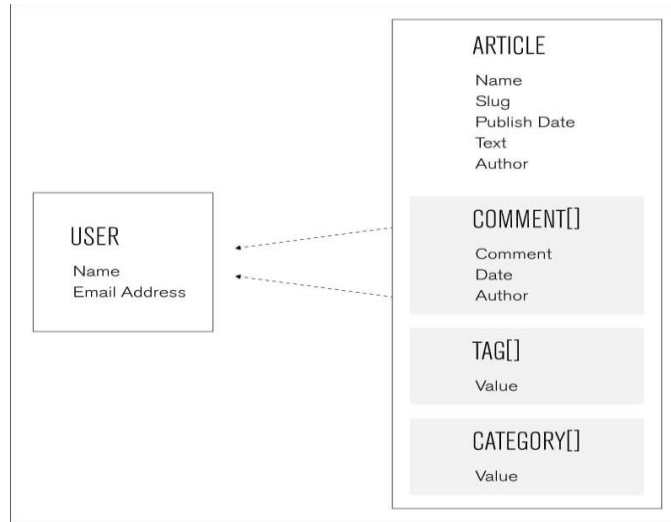 USER
Name
Email Address
ARTICLE
Name
Slug
Publish Date
Text
Author
COMMENT[]
Comment
Date
Author
TAG[]
Value
CATEGORY[]
Value